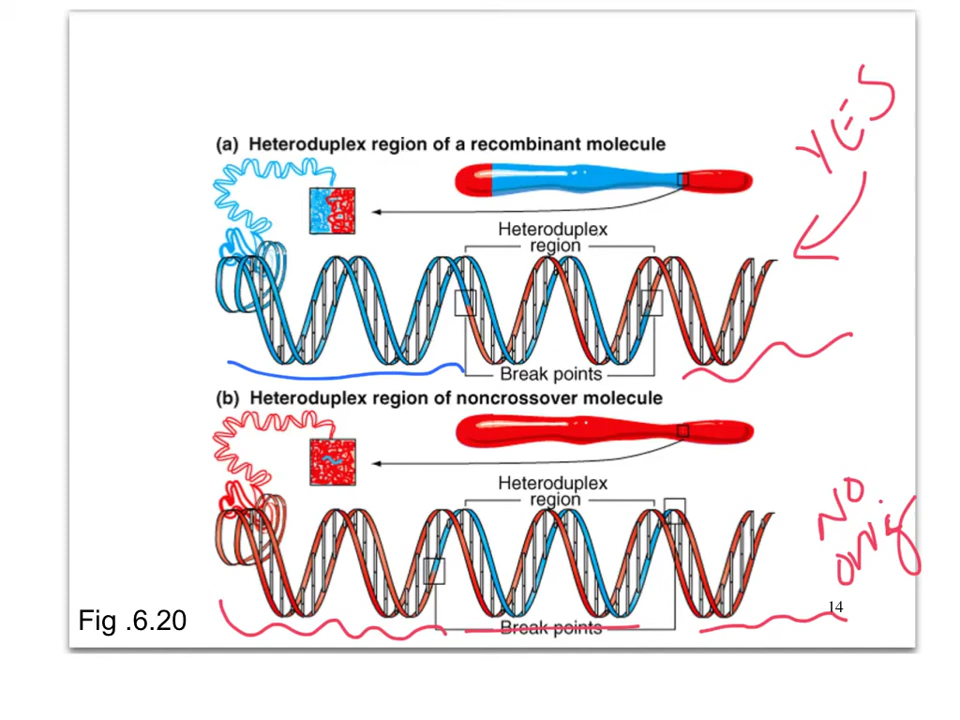 YES
(a) Heteroduplex region of a recombinant molecule
Heteroduplex
region
Break points
(b) Heteroduplex region of noncrossover molecule
Heteroduplex
region
NO.
orig
14
Fig .6.20
Break points